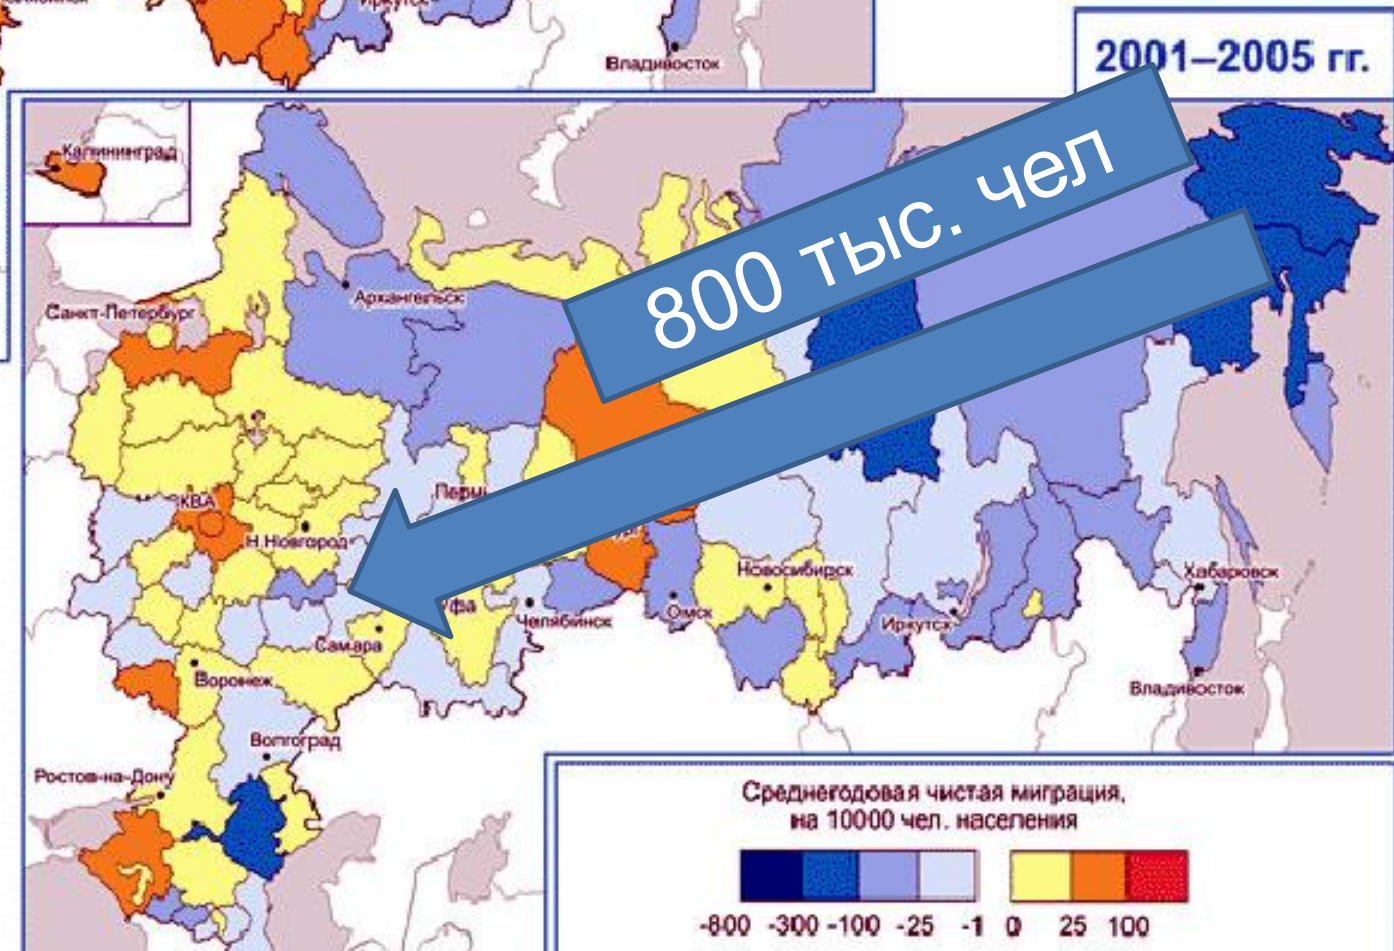 Иркутск
Владивосток
2001–2005 гг.
800 тыс. чел
Калининград
Санкт-Петербург
Архангельск
Пермь
КВА
Н.Новгород
Новосибирск
Хабаровск
Уфа
Омск
Челябинск
Иркутск
Самара
Воронеж
Владивосток
Волгоград
Ростов-на-Дону
Среднегодовая чистая миграция,
на 10000 чел. населения
-800 -300 -100 -25 -1 0 25 100